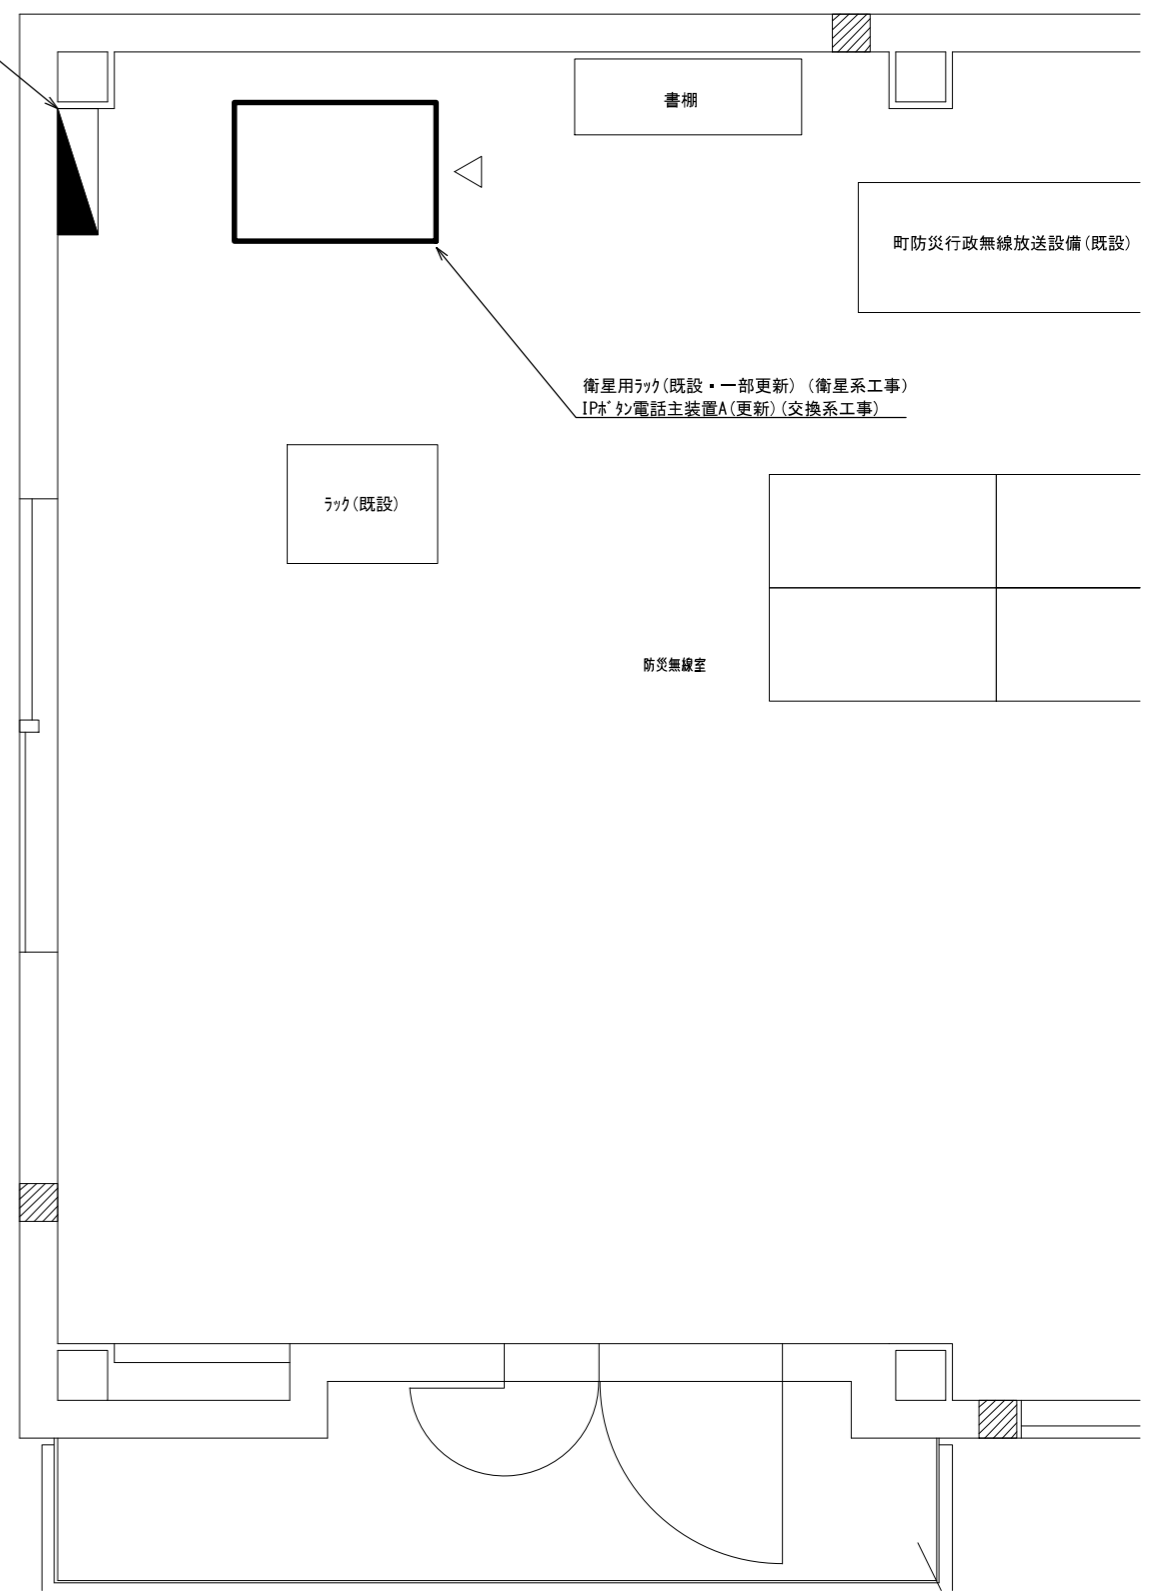 書棚
町防災行政無線放送設備(既設)
衛星用ﾗｯｸ(既設・一部更新) (衛星系工事)
IPﾎﾞﾀﾝ電話主装置A(更新)(交換系工事)
ﾗｯｸ(既設)
防災無線室